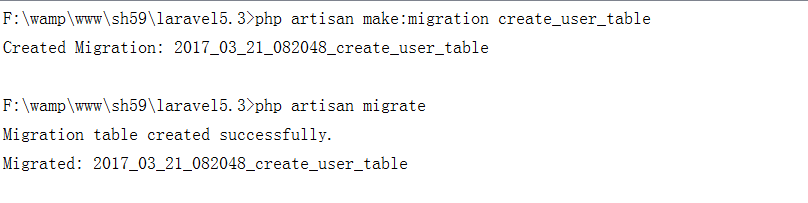 F:\wamp\www\sh59\laravel5.3>php artisan make:migration create_user_table
Created Migration: 2017_03_21_082048_create_user_table
F:\wamp\www\sh59\laravel5.3>php artisan migrate
Migration table created successfully.
Migrated: 2017_03_21_082048_create_user_table